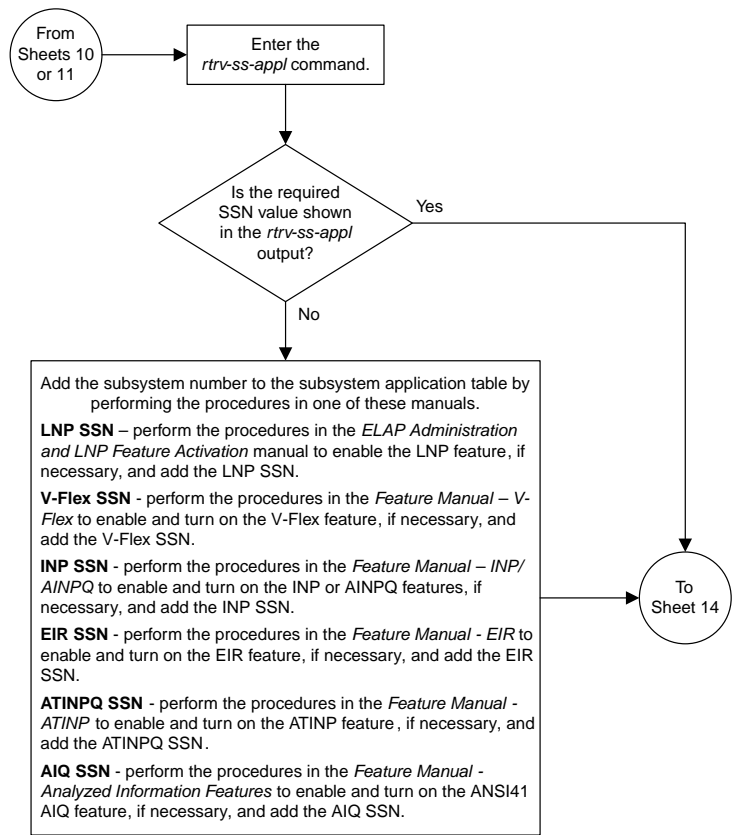 From
Sheets 10
or 11
Enter the
rtrv-ss-appl command.
Is the required
SSN value shown
in the rtrv-ss-appl
output?
Yes
No
Add the subsystem number to the subsystem application table by
performing the procedures in one of these manuals.
LNP SSN – perform the procedures in the ELAP Administration
and LNP Feature Activation manual to enable the LNP feature, if
necessary, and add the LNP SSN.
V-Flex SSN - perform the procedures in the Feature Manual – V-
Flex to enable and turn on the V-Flex feature, if necessary, and
add the V-Flex SSN.
INP SSN - perform the procedures in the Feature Manual – INP/
AINPQ to enable and turn on the INP or AINPQ features, if
necessary, and add the INP SSN.
EIR SSN - perform the procedures in the Feature Manual - EIR to
enable and turn on the EIR feature, if necessary, and add the EIR
SSN.
ATINPQ SSN - perform the procedures in the Feature Manual -
ATINP to enable and turn on the ATINP feature, if necessary, and
add the ATINPQ SSN.
AIQ SSN - perform the procedures in the Feature Manual -
Analyzed Information Features to enable and turn on the ANSI41
AIQ feature, if necessary, and add the AIQ SSN.
To
Sheet 14